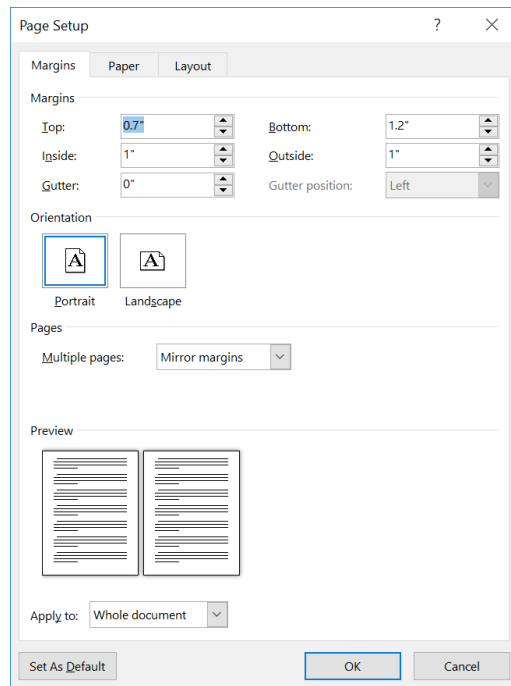 Page Setup ?
Margins Paper Layout
Margins
Top: 0.7" Bottom: 1.2"
Inside: 1" Outside: 1"
Gutter: 0" Gutter position: Left
Orientation
A A
Portrait Landscape
Pages
Multiple pages: Mirror margins
Preview
Apply to: Whole document
Set As Default OK Cancel